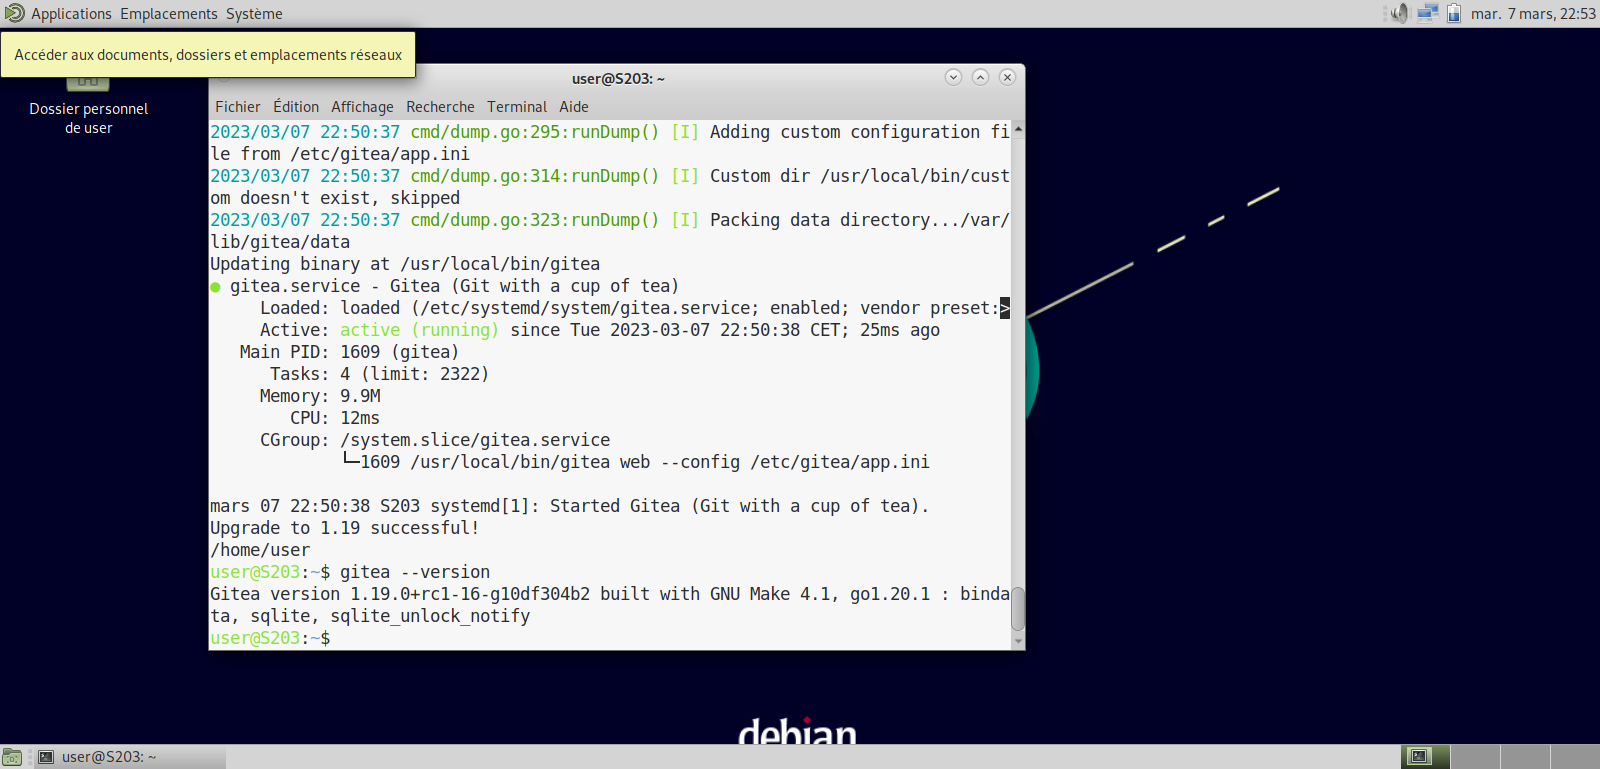 Applications Emplacements Système
mar. 7 mars, 22:53
Accéder aux documents, dossiers et emplacements réseaux
Dossier personnel
de user
user@S203: ~
Fichier Édition Affichage Recherche Terminal Aide
2023/03/07 22:50:37 cmd/dump.go:295:runDump() [I] Adding custom configuration fi
le from /etc/gitea/app.ini
2023/03/07 22:50:37 cmd/dump.go:314:runDump() [I] Custom dir /usr/local/bin/cust
om doesn't exist, skipped
2023/03/07 22:50:37 cmd/dump.go:323:runDump() [I] Packing data directory.../var/
lib/gitea/data
Updating binary at /usr/local/bin/gitea
● gitea.service - Gitea (Git with a cup of tea)
Loaded: loaded (/etc/systemd/system/gitea.service; enabled; vendor preset:>
Active: active (running) since Tue 2023-03-07 22:50:38 CET; 25ms ago
Main PID: 1609 (gitea)
Tasks: 4 (limit: 2322)
Memory: 9.9M
CPU: 12ms
CGroup: /system.slice/gitea.service
└─1609 /usr/local/bin/gitea web --config /etc/gitea/app.ini
mars 07 22:50:38 S203 systemd[1]: Started Gitea (Git with a cup of tea).
Upgrade to 1.19 successful!
/home/user
user@S203:~$ gitea --version
Gitea version 1.19.0+rc1-16-g10df304b2 built with GNU Make 4.1, go1.20.1 : binda
ta, sqlite, sqlite_unlock_notify
user@S203:~$
debian
user@S203: ~